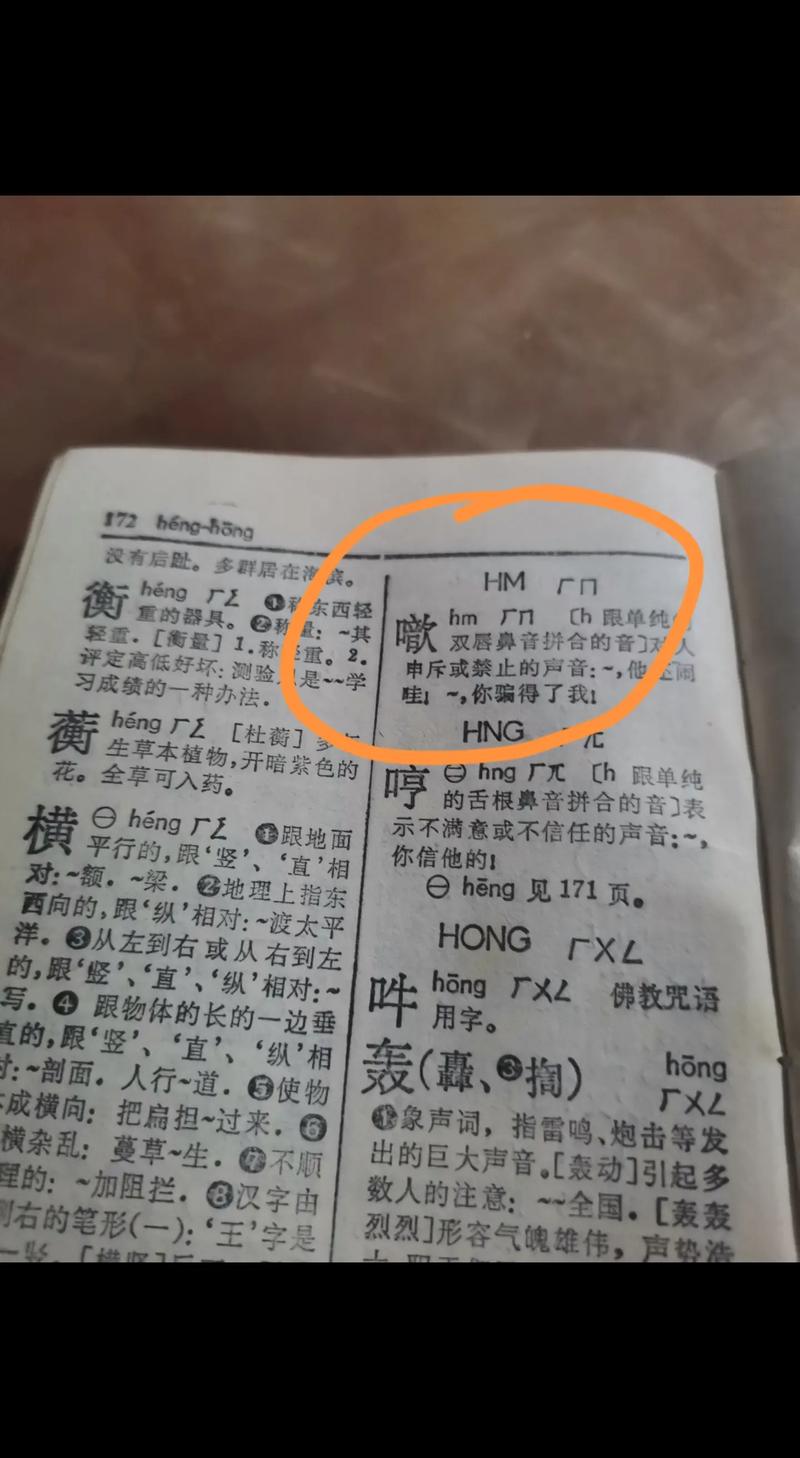 172 héng-hōng
没有后趾。多群居在海滨。
衡 héng ㄏㄥˊ ❶称东西轻
重的器具。❷称量：~其
轻重．［衡量］1.称轻重。2.
评定高低好坏：测验只是~~学
习成绩的一种办法．
蘅 héng ㄏㄥˊ ［杜蘅］多年
生草本植物，开暗紫色的
花。全草可入药。
横 ㊀ héng ㄏㄥˊ ❶跟地面
平行的，跟‘竖’、‘直’相
对：~额．~梁．❷地理上指东
西向的，跟‘纵’相对：~渡太平
洋．❸从左到右或从右到左
的，跟‘竖’、‘直’、‘纵’相对：~
写．❹ 跟物体的长的一边垂
直的，跟‘竖’、‘直’、‘纵’相
对：~剖面．人行~道．❺使物
体成横向：把扁担~过来．❻
横杂乱：蔓草~生．❼不顺
理的：~加阻拦．❽汉字由
到右的笔形(一)：‘王’字是
HM ㄏㄇ
噷 hm ㄏㄇ 〔h 跟单纯的
双唇鼻音拼合的音〕对人
申斥或禁止的声音：~，他还闹
哇！~，你骗得了我！
HNG ㄏㄫ
哼 ㊁ hng ㄏㄫ 〔h 跟单纯
的舌根鼻音拼合的音〕表
示不满意或不信任的声音：~，
你信他的！
㊀ hēng 见 171 页。
HONG ㄏㄨㄥ
吽 hōng ㄏㄨㄥ 佛教咒语
用字。
轰(轟、❸揈) hōng
ㄏㄨㄥ
❶象声词，指雷鸣、炮击等发
出的巨大声音．［轰动］引起多
数人的注意：~~全国．［轰轰
烈烈］形容气魄雄伟，声势浩